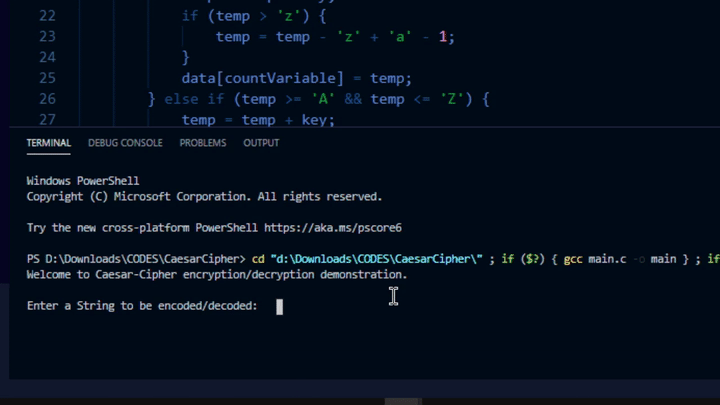 22 if (temp > 'z') {
23 temp = temp - 'z' + 'a' - 1;
24 }
25 data[countVariable] = temp;
26 } else if (temp >= 'A' && temp <= 'Z') {
27 temp = temp + key;
TERMINAL DEBUG CONSOLE PROBLEMS OUTPUT
Windows PowerShell
Copyright (C) Microsoft Corporation. All rights reserved.
Try the new cross-platform PowerShell https://aka.ms/pscore6
PS D:\Downloads\CODES\CaesarCipher> cd "d:\Downloads\CODES\CaesarCipher\" ; if ($?) { gcc main.c -o main } ; if
Welcome to Caesar-Cipher encryption/decryption demonstration.
Enter a String to be encoded/decoded: